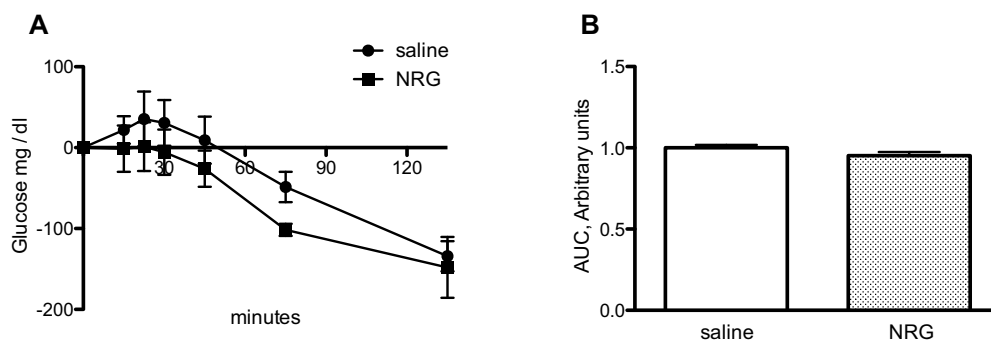 A
saline
NRG
Glucose mg / dl
100
0
-100
-200
30
60
90
120
minutes
B
AUC, Arbitrary units
1.5
1.0
0.5
0.0
saline
NRG